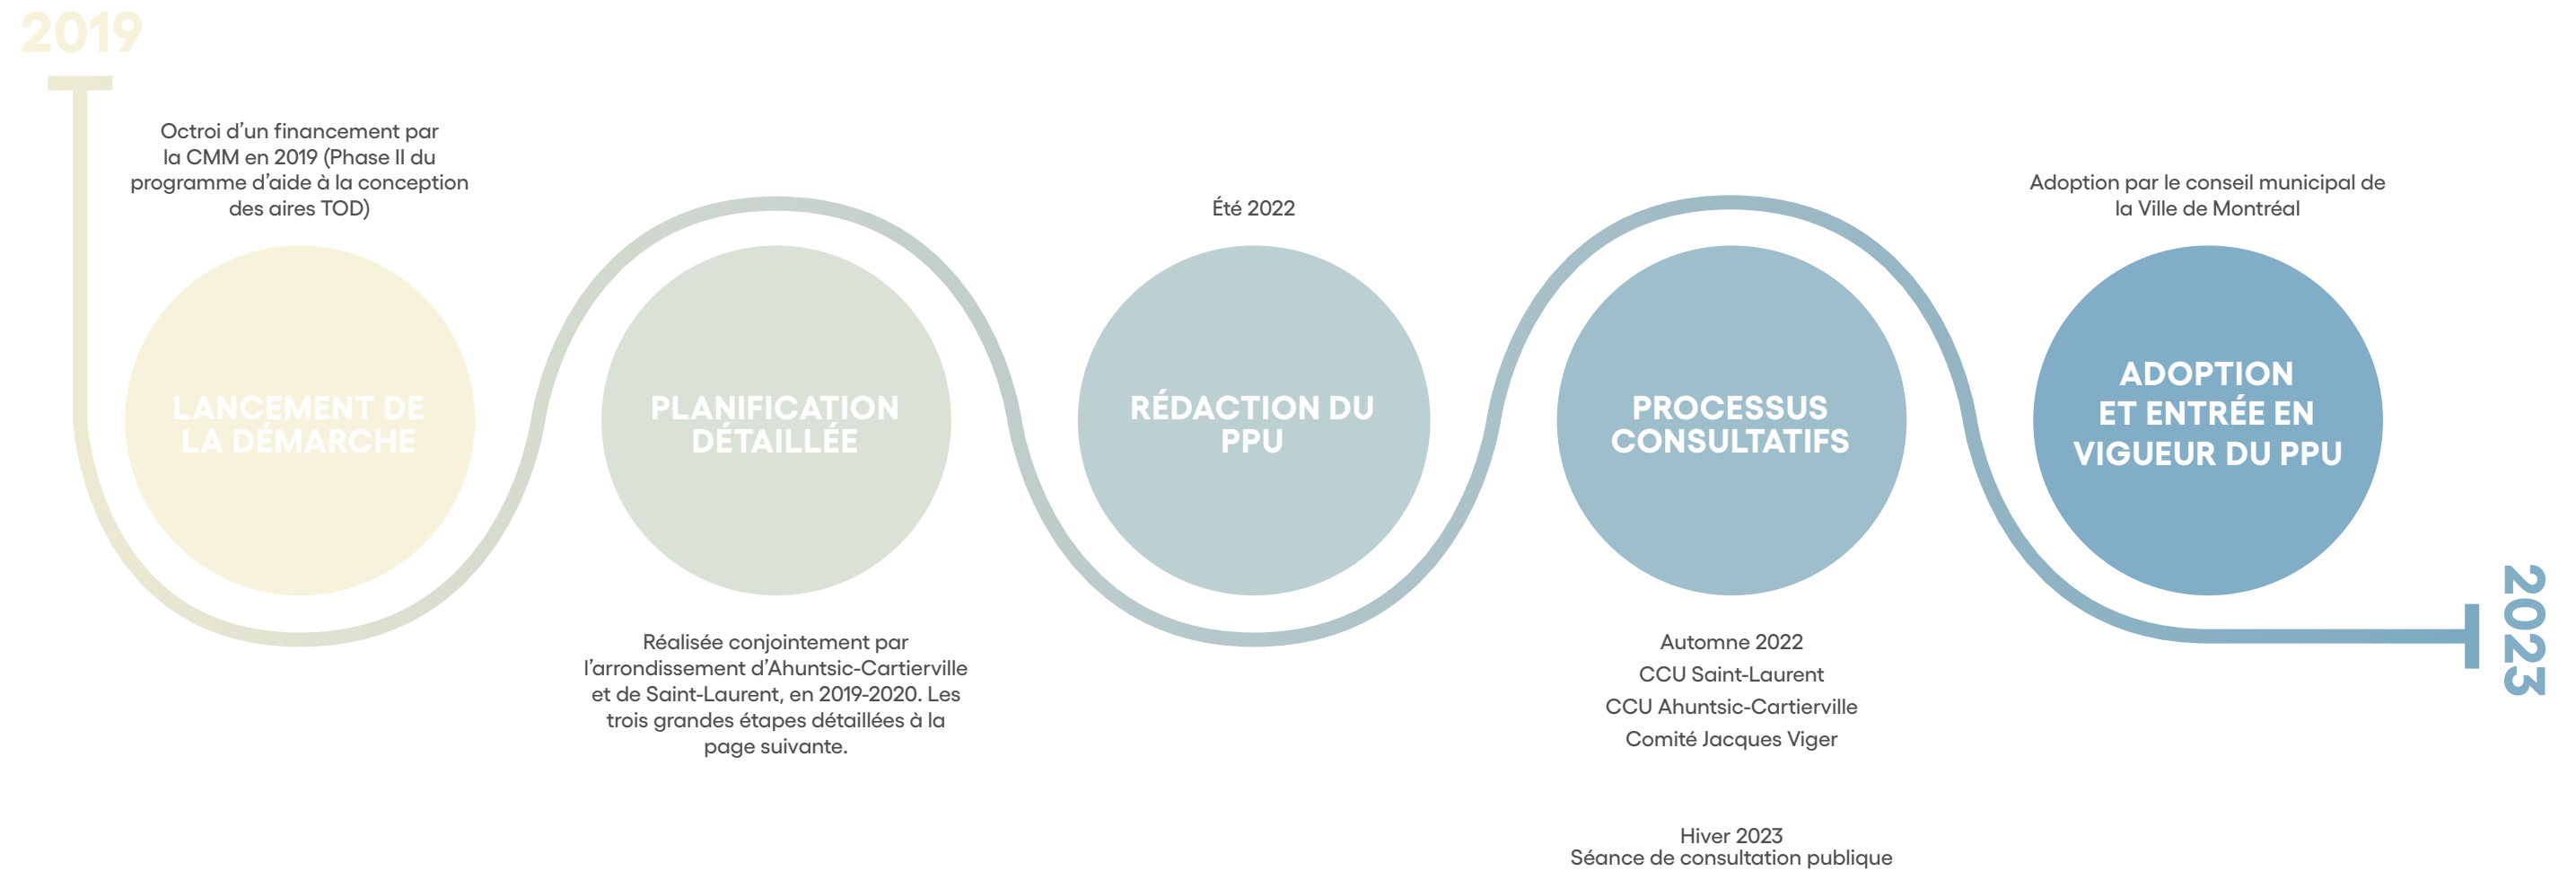 2019
Octroi d’un financement par
la CMM en 2019 (Phase II du
programme d’aide à la conception
des aires TOD)
LANCEMENT DE
LA DÉMARCHE
PLANIFICATION
DÉTAILLÉE
Réalisée conjointement par
l’arrondissement d’Ahuntsic-Cartierville
et de Saint-Laurent, en 2019-2020. Les
trois grandes étapes détaillées à la
page suivante.
Été 2022
RÉDACTION DU
PPU
PROCESSUS
CONSULTATIFS
Automne 2022
CCU Saint-Laurent
CCU Ahuntsic-Cartierville
Comité Jacques Viger
Hiver 2023
Séance de consultation publique
Adoption par le conseil municipal de
la Ville de Montréal
ADOPTION
ET ENTRÉE EN
VIGUEUR DU PPU
2023